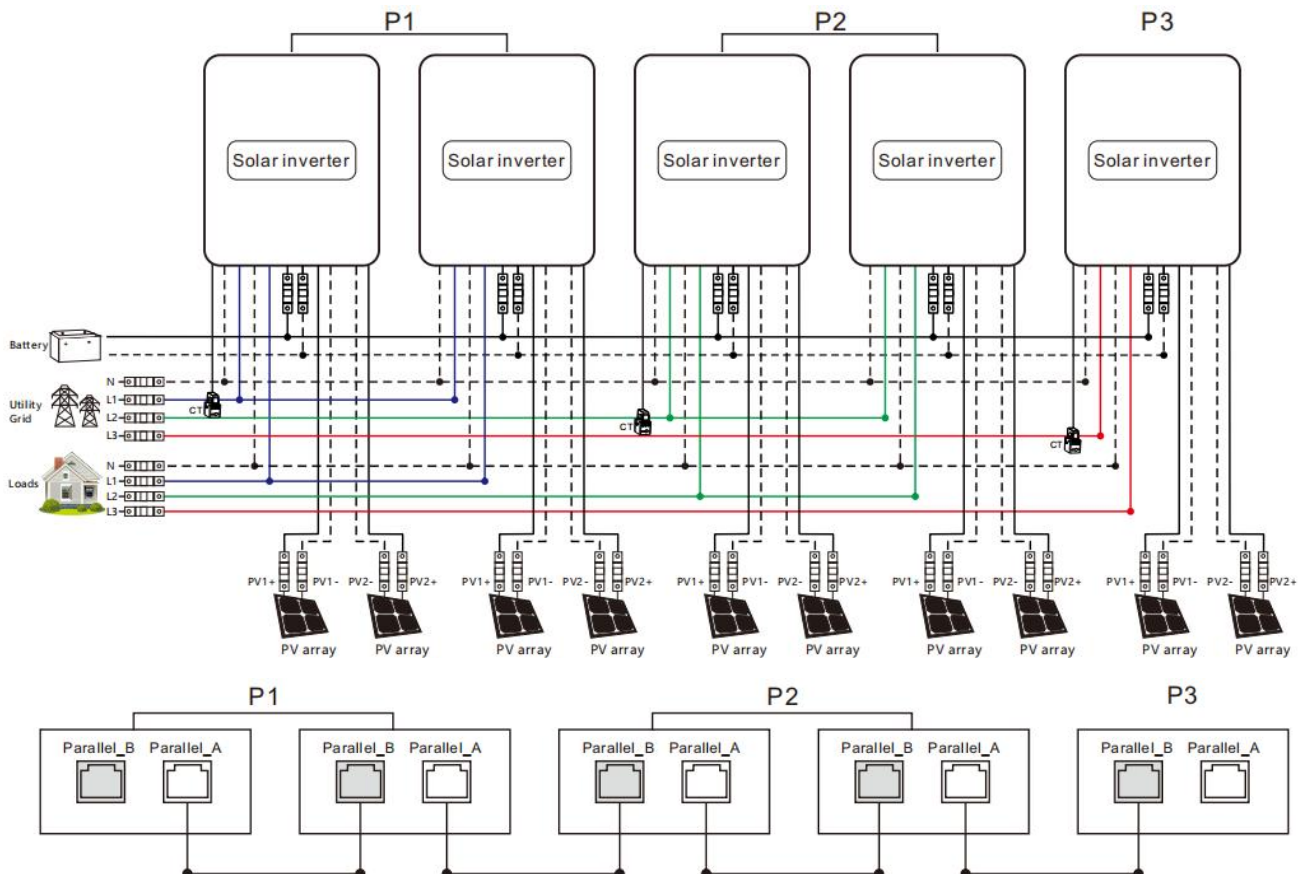 P1 P2 P3
Solar inverter Solar inverter Solar inverter Solar inverter Solar inverter
Battery
N
Utility Grid
L1
CT
L2
CT
L3
CT
N
Loads
L1
L2
L3
PV1+ PV1- PV2- PV2+ PV1+ PV1- PV2- PV2+ PV1+ PV1- PV2- PV2+ PV1+ PV1- PV2- PV2+ PV1+ PV1- PV2- PV2+
PV array PV array PV array PV array PV array PV array PV array PV array PV array PV array
P1 P2 P3
Parallel_B Parallel_A Parallel_B Parallel_A Parallel_B Parallel_A Parallel_B Parallel_A Parallel_B Parallel_A